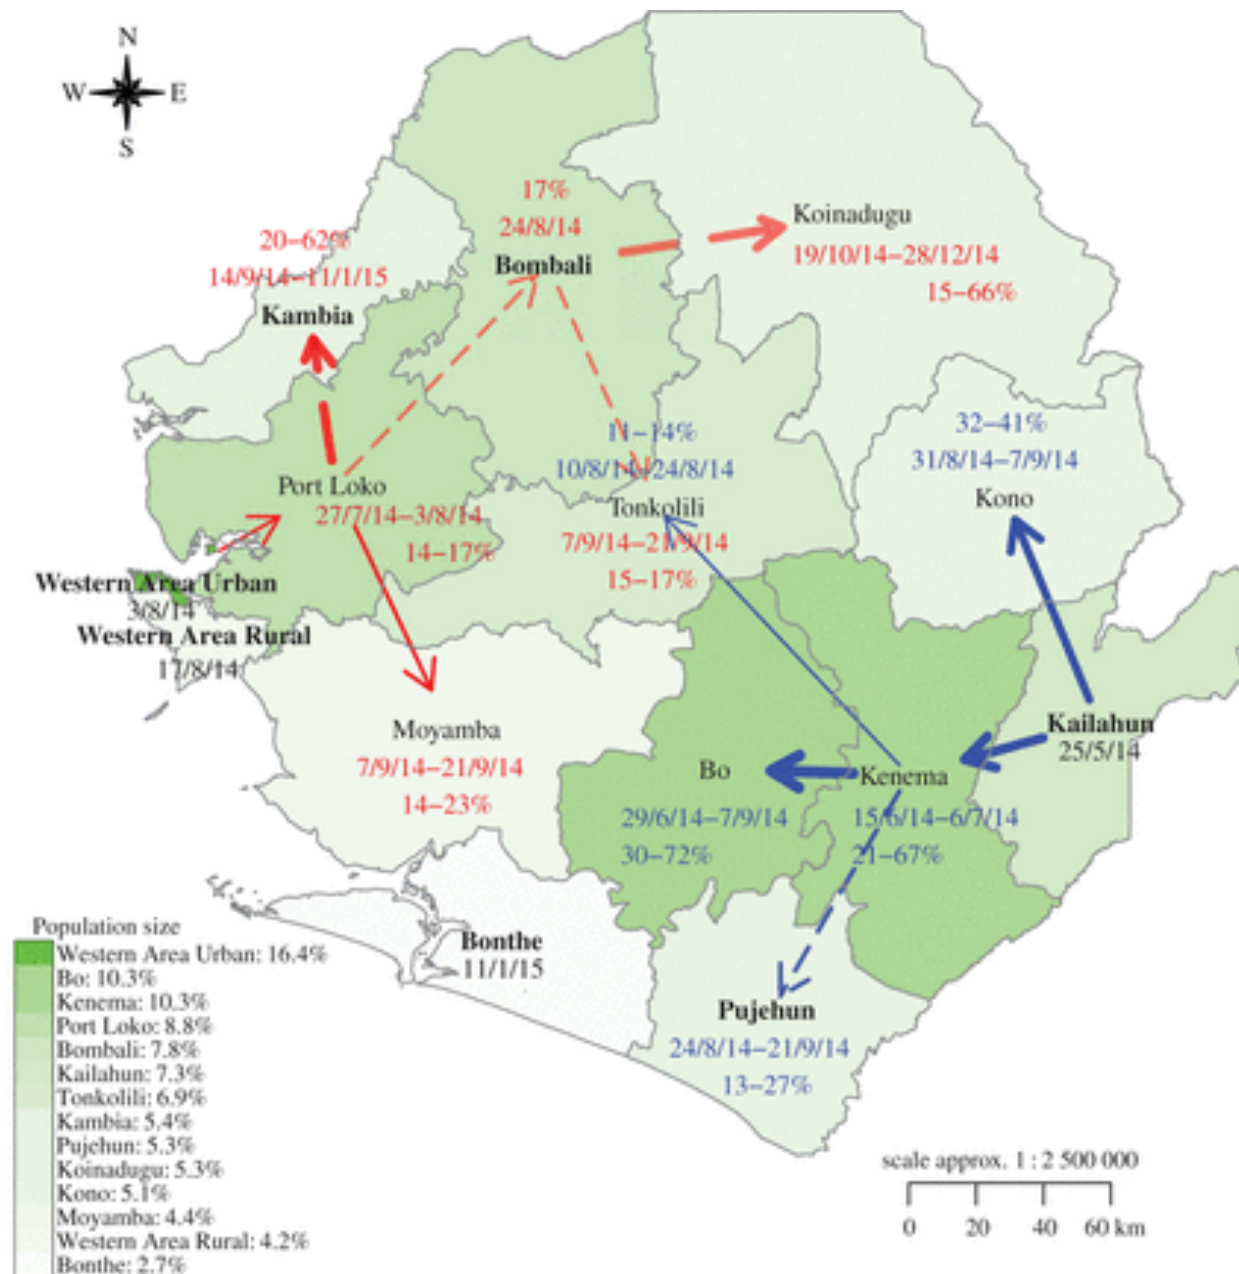 N
W E
S
17%
24/8/14
Bombali
Koinadugu
19/10/14–28/12/14
15–66%
20–62%
14/9/14–11/1/15
Kambia
11–14%
10/8/14–24/8/14
Tonkolili
7/9/14–21/9/14
15–17%
32–41%
31/8/14–7/9/14
Kono
Port Loko
27/7/14–3/8/14
14–17%
Western Area Urban
3/8/14
Western Area Rural
17/8/14
Moyamba
7/9/14–21/9/14
14–23%
Bo
29/6/14–7/9/14
30–72%
Kenema
15/6/14–6/7/14
21–67%
Kailahun
25/5/14
Bonthe
11/1/15
Pujehun
24/8/14–21/9/14
13–27%
Population size
Western Area Urban: 16.4%
Bo: 10.3%
Kenema: 10.3%
Port Loko: 8.8%
Bombali: 7.8%
Kailahun: 7.3%
Tonkolili: 6.9%
Kambia: 5.4%
Pujehun: 5.3%
Koinadugu: 5.3%
Kono: 5.1%
Moyamba: 4.4%
Western Area Rural: 4.2%
Bonthe: 2.7%
scale approx. 1 : 2 500 000
0 20 40 60 km